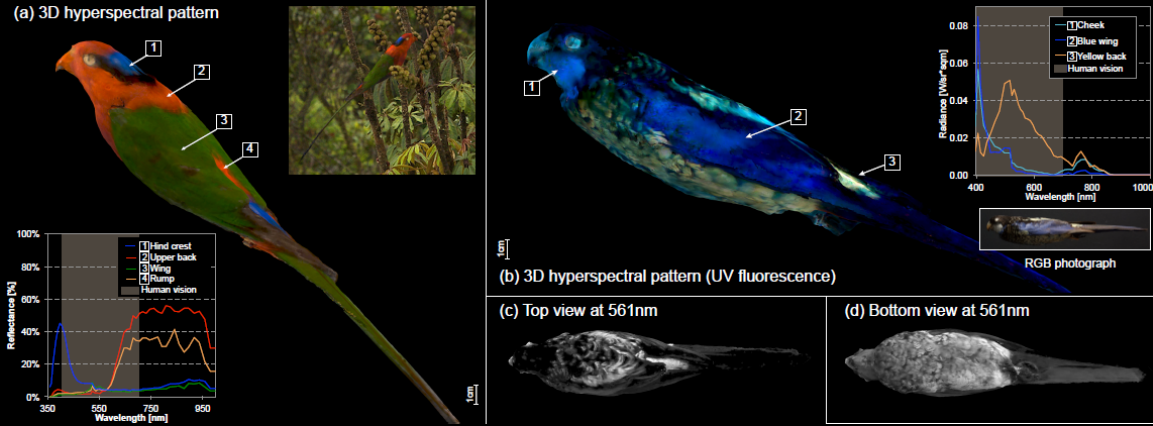 (a) 3D hyperspectral pattern
1
2
3
4
100%
80%
60%
40%
20%
0%
Reflectance [%]
1 Hind crest
2 Upper back
3 Wing
4 Rump
Human vision
350
550
750
950
Wavelength [nm]
1cm
1
2
3
0.08
0.06
0.04
0.02
0.00
Radiance [W/sr*sqm]
1 Cheek
2 Blue wing
3 Yellow back
Human vision
400
600
800
1000
Wavelength [nm]
1cm
RGB photograph
(b) 3D hyperspectral pattern (UV fluorescence)
(c) Top view at 561nm
(d) Bottom view at 561nm